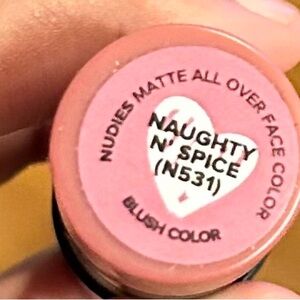 NUDIES MATTE ALL OVER FACE COLOR
NAUGHTY
N' SPICE
(N531)
BLUSH COLOR